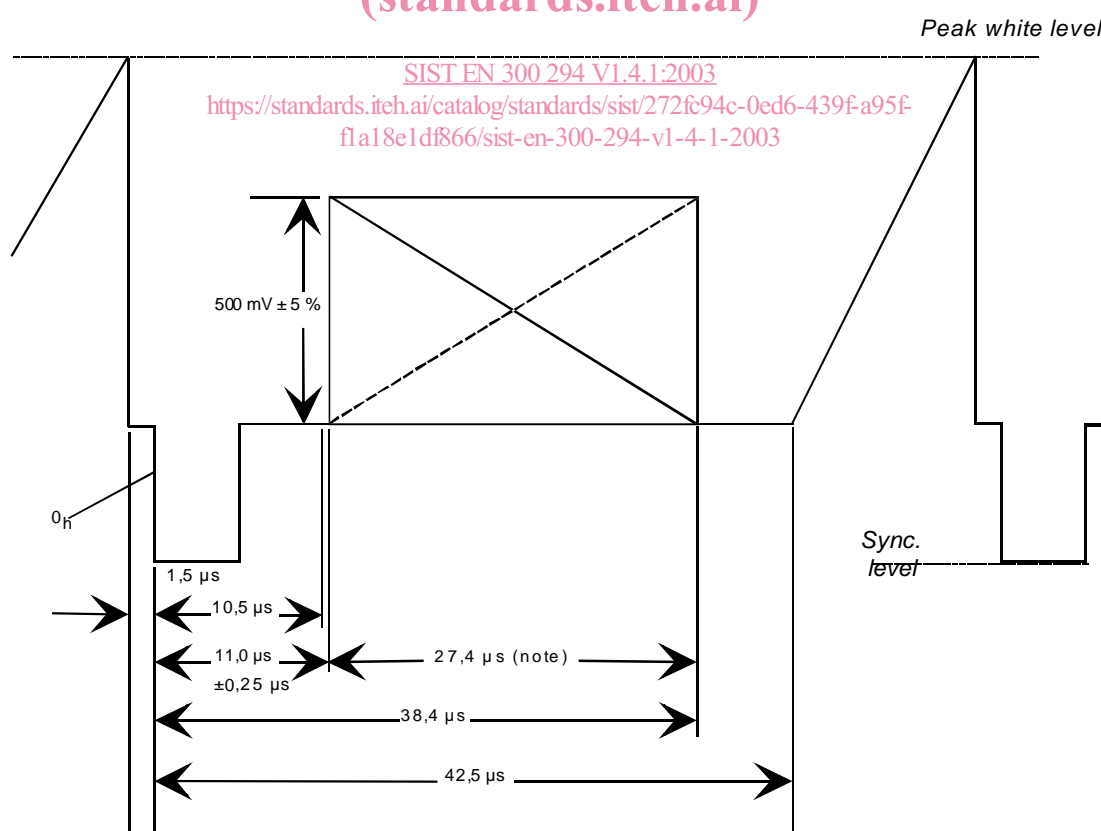 (standards.iteh.ai)
Peak white level
SIST EN 300 294 V1.4.1:2003
https://standards.iteh.ai/catalog/standards/sist/272fc94c-0ed6-439f-a95f-
f1a18e1df866/sist-en-300-294-v1-4-1-2003
500 mV ± 5 %
0h
Sync.
level
1,5 µs
10,5 µs
11,0 µs
±0,25 µs
27,4 µs (note)
38,4 µs
42,5 µs